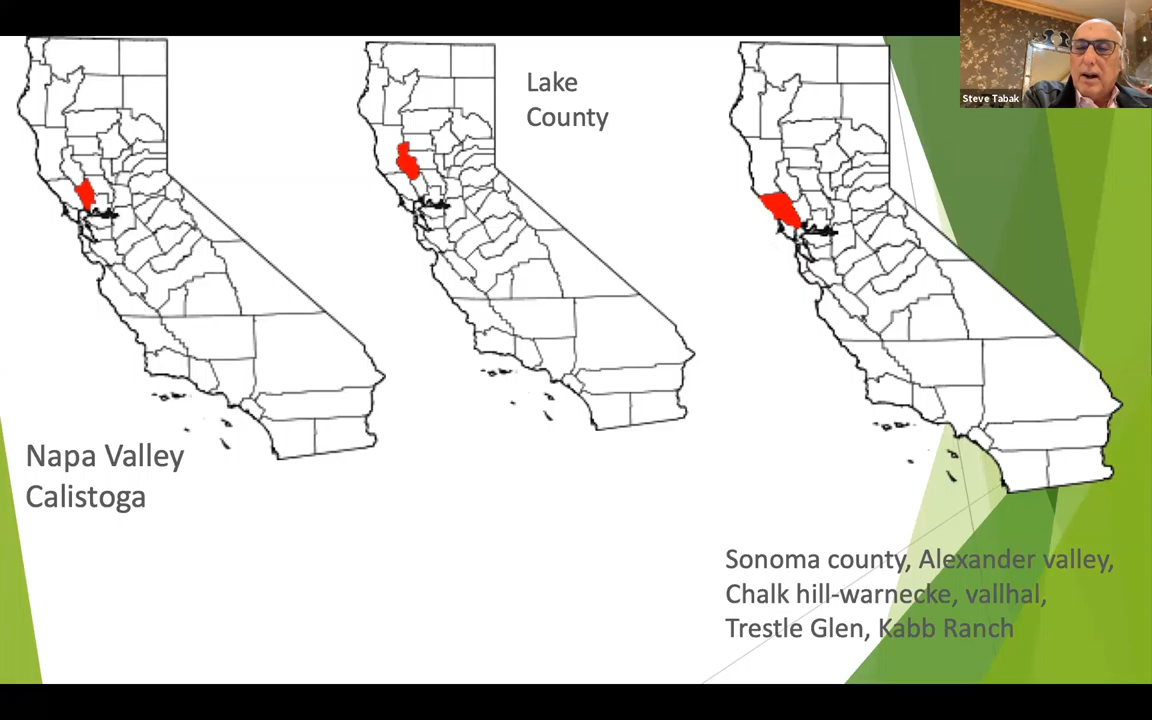 Steve Tabak
Lake
County
Napa Valley
Calistoga
Sonoma county, Alexander valley,
Chalk hill-warnecke, vallhal,
Trestle Glen, Kabb Ranch